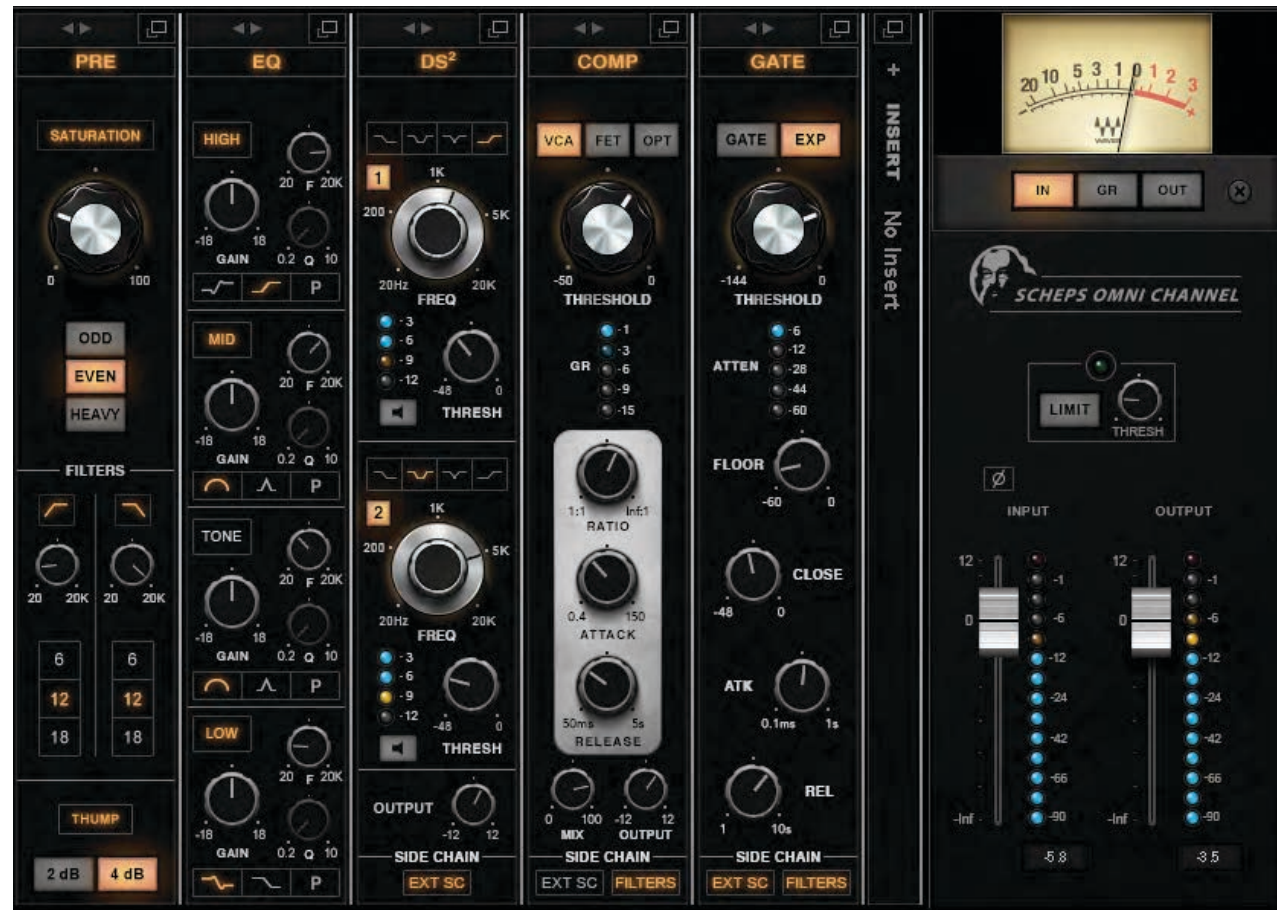 PRE
SATURATION
0 100
ODD
EVEN
HEAVY
FILTERS
20 20K 20 20K
6 6
12 12
18 18
THUMP
2 dB 4 dB
EQ
HIGH
20 F 20K
-18 18
GAIN 0.2 Q 10
P
MID
20 F 20K
-18 18
GAIN 0.2 Q 10
P
TONE
20 F 20K
-18 18
GAIN 0.2 Q 10
P
LOW
20 F 20K
-18 18
GAIN 0.2 Q 10
P
DS²
1
1K
200 5K
20Hz 20K
FREQ
-3
-6
-9
-12
-48 0
THRESH
2
1K
200 5K
20Hz 20K
FREQ
-3
-6
-9
-12
-48 0
THRESH
OUTPUT
-12 12
SIDE CHAIN
EXT SC
COMP
VCA FET OPT
-50 0
THRESHOLD
GR
-1
-3
-6
-9
-15
1:1 Inf:1
RATIO
0.4 150
ATTACK
50ms 5s
RELEASE
0 100 -12 12
MIX OUTPUT
SIDE CHAIN
EXT SC FILTERS
GATE
GATE EXP
-144 0
THRESHOLD
ATTEN
-6
-12
-28
-44
-60
FLOOR
-60 0
CLOSE
-48 0
ATK
0.1ms 1s
REL
1 10s
SIDE CHAIN
EXT SC FILTERS
+ INSERT No Insert
20 10 5 3 1 0 1 2 3
- +
WAVES
IN GR OUT
SCHEPS OMNI CHANNEL
LIMIT
THRESH
Ø
INPUT OUTPUT
12 12
-1 -1
0 -6 0 -6
-12 -12
-24 -24
-42 -42
-66 -66
-Inf -90 -Inf -90
-5.8 -3.5